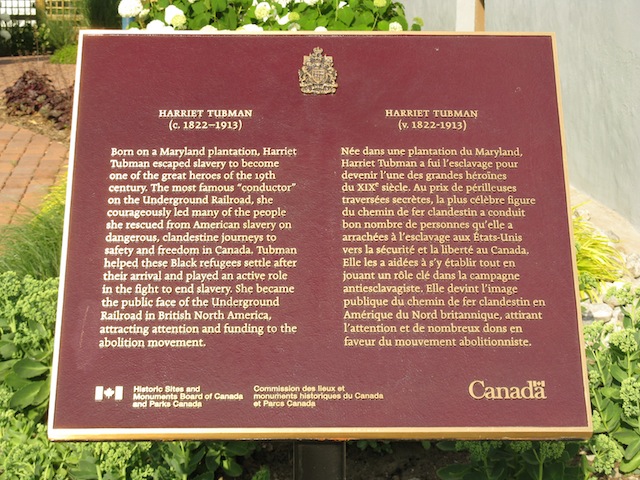 HARRIET TUBMAN
(c. 1822–1913)
Born on a Maryland plantation, Harriet
Tubman escaped slavery to become
one of the great heroes of the 19th
century. The most famous “conductor”
on the Underground Railroad, she
courageously led many of the people
she rescued from American slavery on
dangerous, clandestine journeys to
safety and freedom in Canada. Tubman
helped these Black refugees settle after
their arrival and played an active role
in the fight to end slavery. She became
the public face of the Underground
Railroad in British North America,
attracting attention and funding to the
abolition movement.
HARRIET TUBMAN
(v. 1822-1913)
Née dans une plantation du Maryland,
Harriet Tubman a fui l’esclavage pour
devenir l’une des grandes héroïnes
du XIXe siècle. Au prix de périlleuses
traversées secrètes, la plus célèbre figure
du chemin de fer clandestin a conduit
bon nombre de personnes qu’elle a
arrachées à l’esclavage aux États-Unis
vers la sécurité et la liberté au Canada.
Elle les a aidées à s’y établir tout en
jouant un rôle clé dans la campagne
antiesclavagiste. Elle devint l’image
publique du chemin de fer clandestin en
Amérique du Nord britannique, attirant
l’attention et de nombreux dons en
faveur du mouvement abolitionniste.
Historic Sites and
Monuments Board of Canada
and Parks Canada
Commission des lieux et
monuments historiques du Canada
et Parcs Canada
Canada